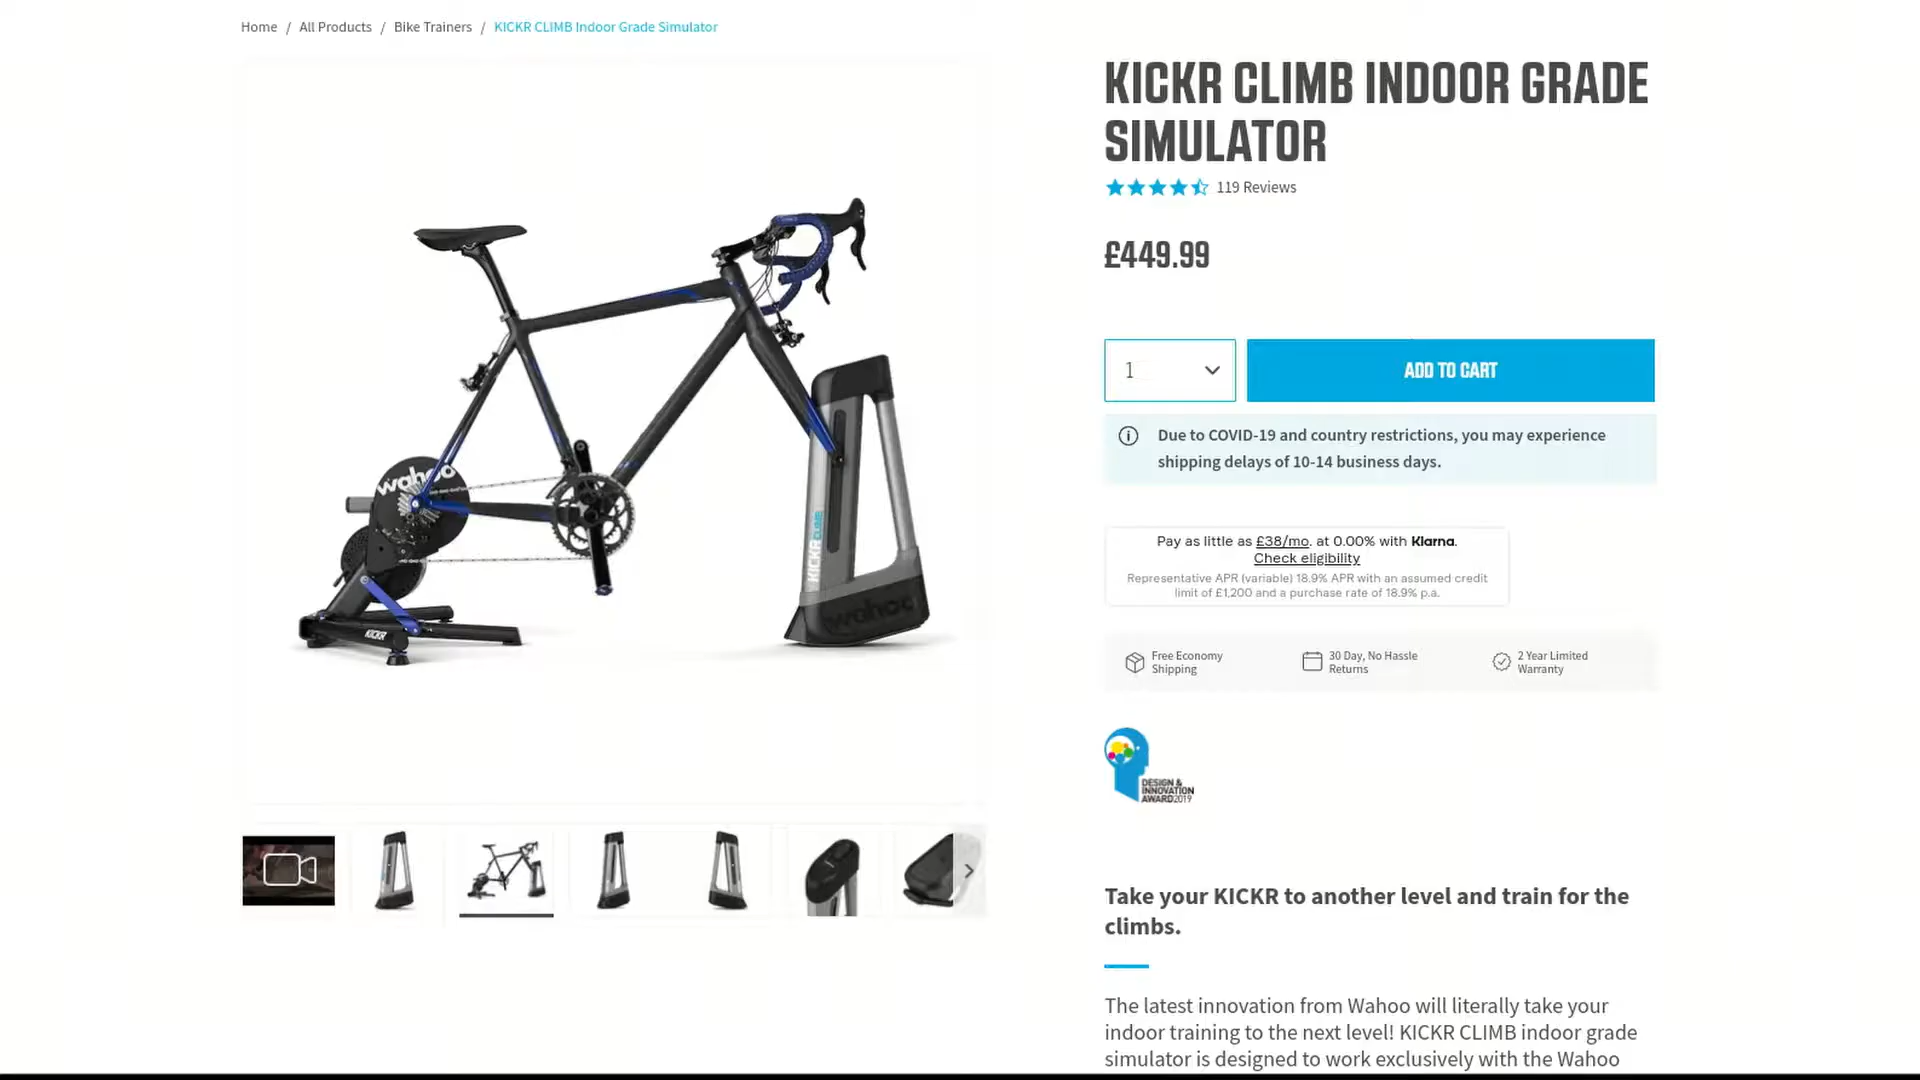 Home / All Products / Bike Trainers / KICKR CLIMB Indoor Grade Simulator
KICKR CLIMB INDOOR GRADE
SIMULATOR
119 Reviews
£449.99
1
ADD TO CART
Due to COVID-19 and country restrictions, you may experience
shipping delays of 10-14 business days.
Pay as little as £38/mo. at 0.00% with Klarna.
Check eligibility
Representative APR (variable) 18.9% APR with an assumed credit
limit of £1,200 and a purchase rate of 18.9% p.a.
Free Economy
Shipping
30 Day, No Hassle
Returns
2 Year Limited
Warranty
DESIGN &
INNOVATION
AWARD2019
Take your KICKR to another level and train for the
climbs.
The latest innovation from Wahoo will literally take your
indoor training to the next level! KICKR CLIMB indoor grade
simulator is designed to work exclusively with the Wahoo
wahoo
KICKR
KICKR CLIMB
wahoo